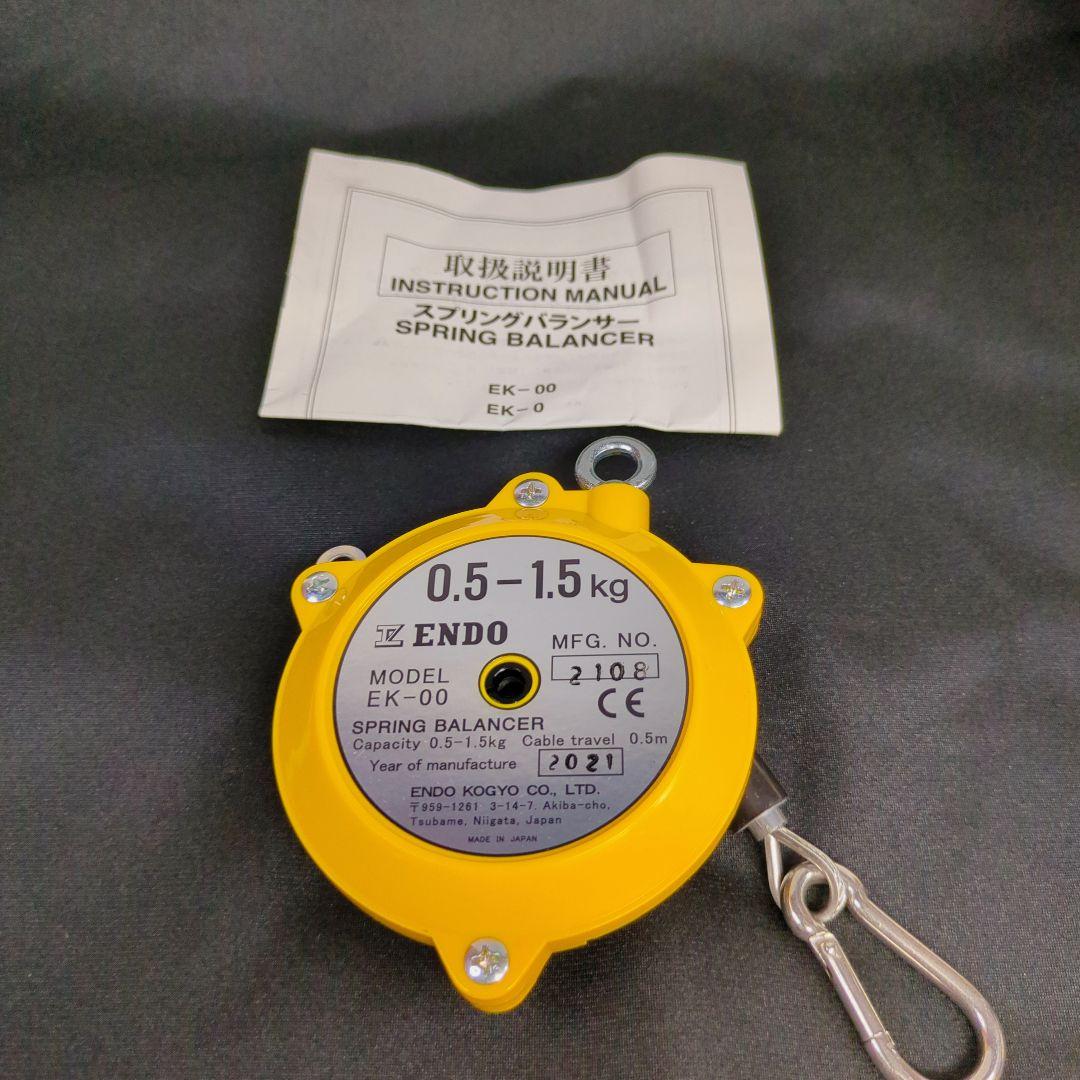 取扱説明書
INSTRUCTION MANUAL
スプリングバランサー
SPRING BALANCER
EK-00
EK-0
0.5-1.5kg
ENDO
MFG. NO.
2108
MODEL
EK-00
CE
SPRING BALANCER
Capacity 0.5-1.5kg Cable travel 0.5m
Year of manufacture 2021
ENDO KOGYO CO., LTD.
〒959-1261 3-14-7. Akiba-cho,
Tsubame, Niigata, Japan
MADE IN JAPAN